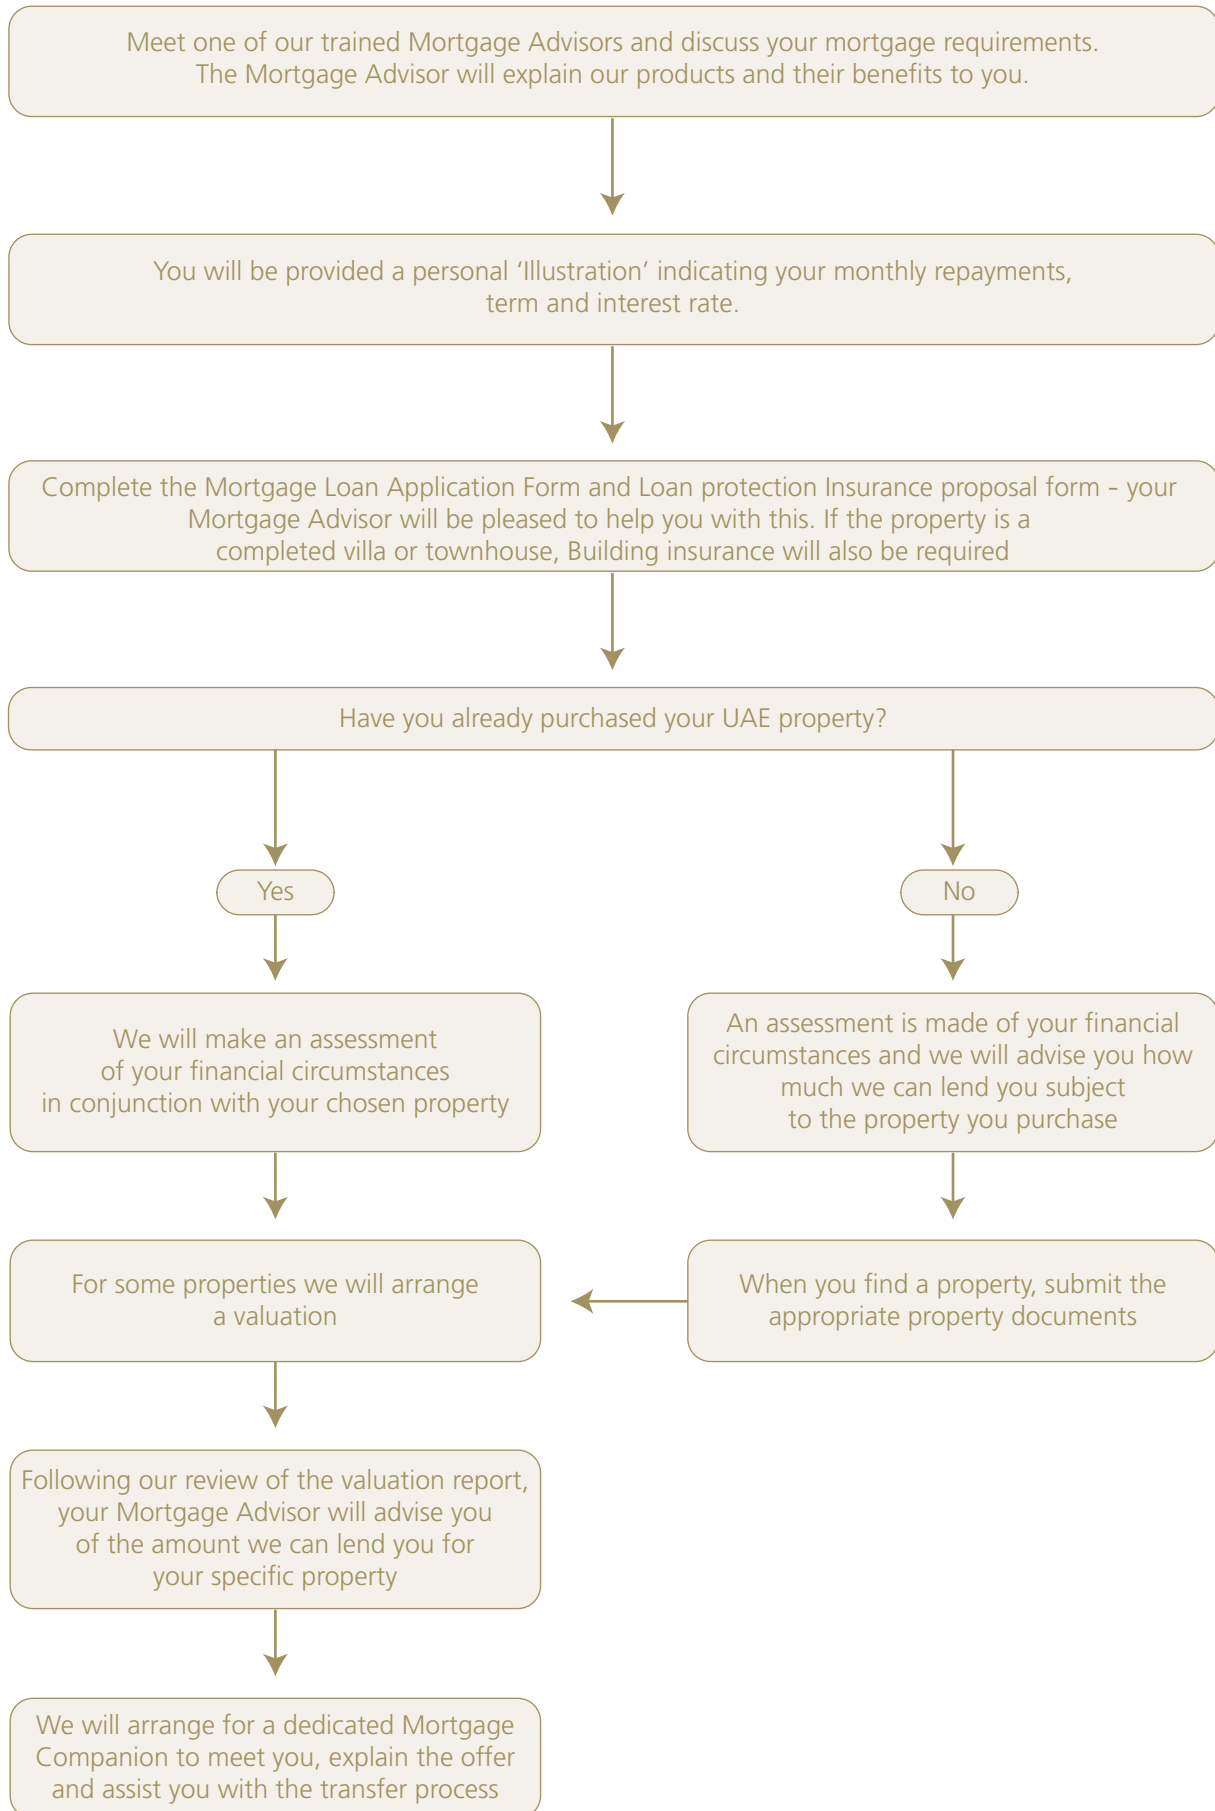 Meet one of our trained Mortgage Advisors and discuss your mortgage requirements.
The Mortgage Advisor will explain our products and their benefits to you.
You will be provided a personal ‘Illustration’ indicating your monthly repayments,
term and interest rate.
Complete the Mortgage Loan Application Form and Loan protection Insurance proposal form - your
Mortgage Advisor will be pleased to help you with this. If the property is a
completed villa or townhouse, Building insurance will also be required
Have you already purchased your UAE property?
Yes
No
We will make an assessment
of your financial circumstances
in conjunction with your chosen property
An assessment is made of your financial
circumstances and we will advise you how
much we can lend you subject
to the property you purchase
For some properties we will arrange
a valuation
When you find a property, submit the
appropriate property documents
Following our review of the valuation report,
your Mortgage Advisor will advise you
of the amount we can lend you for
your specific property
We will arrange for a dedicated Mortgage
Companion to meet you, explain the offer
and assist you with the transfer process